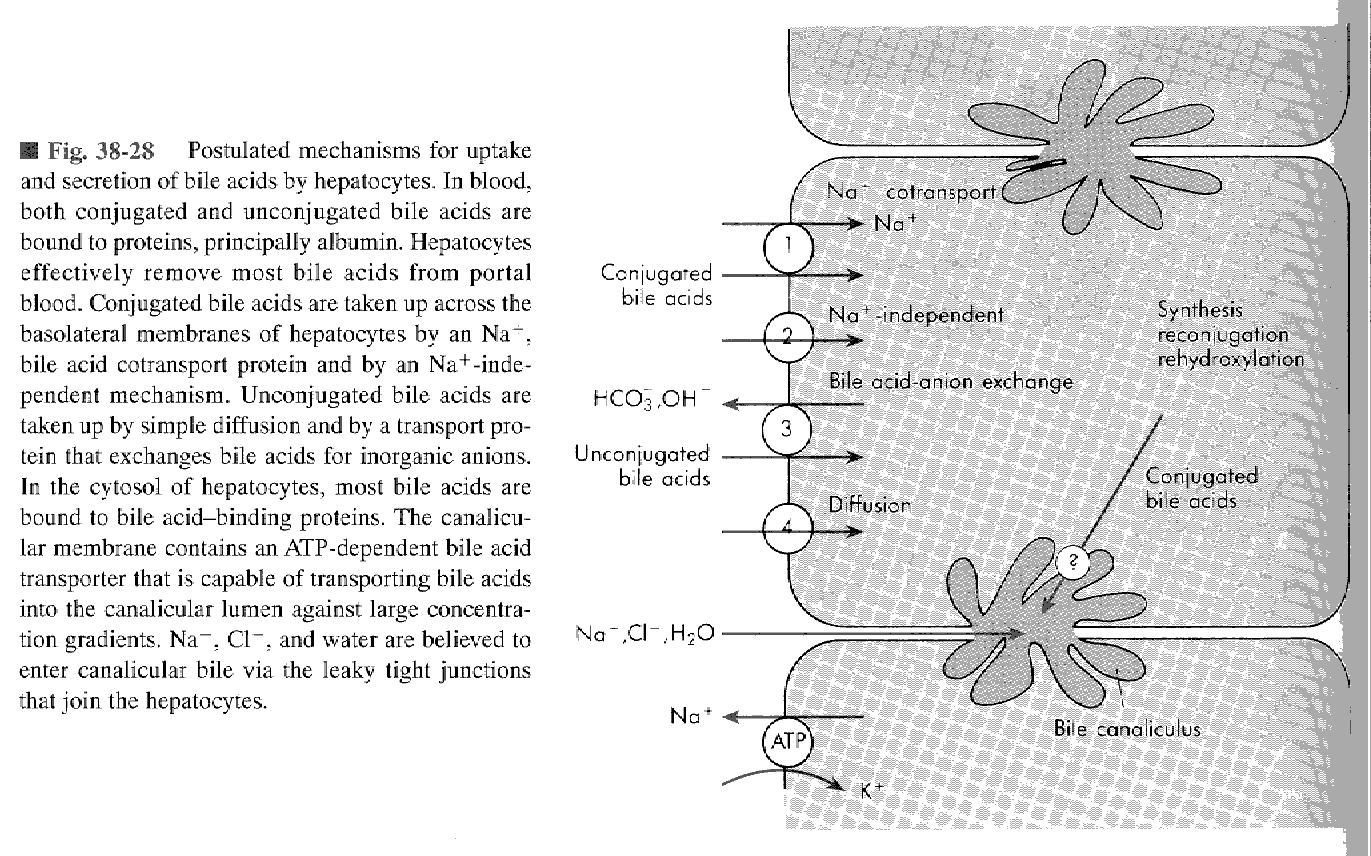 ■ Fig. 38-28 Postulated mechanisms for uptake
and secretion of bile acids by hepatocytes. In blood,
both conjugated and unconjugated bile acids are
bound to proteins, principally albumin. Hepatocytes
effectively remove most bile acids from portal
blood. Conjugated bile acids are taken up across the
basolateral membranes of hepatocytes by an Na⁺,
bile acid cotransport protein and by an Na⁺-inde-
pendent mechanism. Unconjugated bile acids are
taken up by simple diffusion and by a transport pro-
tein that exchanges bile acids for inorganic anions.
In the cytosol of hepatocytes, most bile acids are
bound to bile acid–binding proteins. The canalicu-
lar membrane contains an ATP-dependent bile acid
transporter that is capable of transporting bile acids
into the canalicular lumen against large concentra-
tion gradients. Na⁺, Cl⁻, and water are believed to
enter canalicular bile via the leaky tight junctions
that join the hepatocytes.
Na⁺ cotransport
Na⁺
1
Conjugated
bile acids
Na⁺-independent
2
Bile acid-anion exchange
HCO₃⁻,OH⁻
3
Unconjugated
bile acids
Diffusion
4
Synthesis
reconjugation
rehydroxylation
Conjugated
bile acids
?
Na⁺,Cl⁻,H₂O
Na⁺
ATP
K⁺
Bile canaliculus